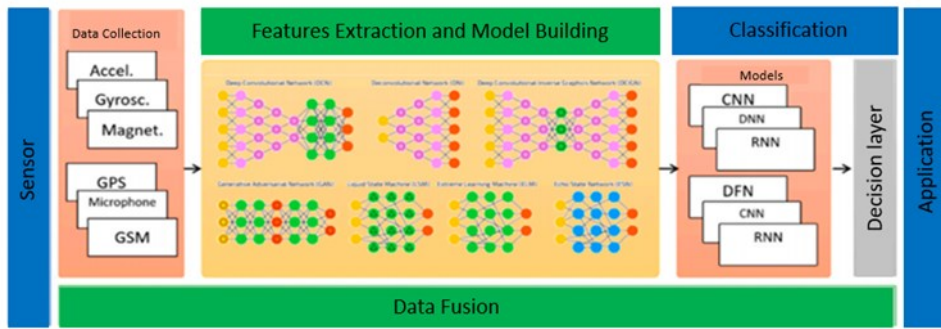 Sensor
Data Collection
Accel.
Gyrosc.
Magnet.
GPS
Microphone
GSM
Features Extraction and Model Building
Deep Convolutional Network (DCN)
Deconvolutional Network (DN)
Deep Convolutional Inverse Graphics Network (DCIGN)
Generative Adversarial Network (GAN)
Liquid State Machine (LSM)
Extreme Learning Machine (ELM)
Echo State Network (ESN)
Classification
Models
CNN
DNN
RNN
DFN
CNN
RNN
Decision layer
Application
Data Fusion